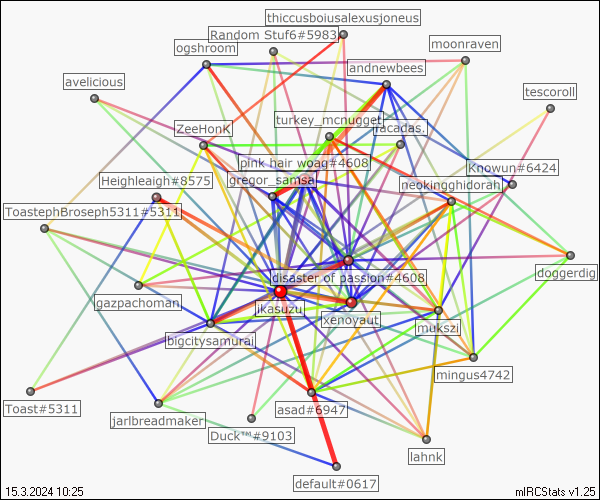 thiccusboiusalexusjoneus
Random Stuf6#5983
ogshroom
moonraven
andnewbees
avelicious
tescoroll
turkey_mcnugget
racadas.
ZeeHonK
pink hair woag#4608
Knowun#6424
gregor_samsa
Heighleaigh#8575
neokingghidorah
ToastephBroseph5311#5311
disaster of passion#4608
doggerdig
gazpachoman
jkasuzu
xenoyaut
mukszi
bigcitysamurai
mingus4742
Toast#5311
asad#6947
jarlbreadmaker
Duck™#9103
lahnk
default#0617
15.3.2024 10:25
mIRCStats v1.25